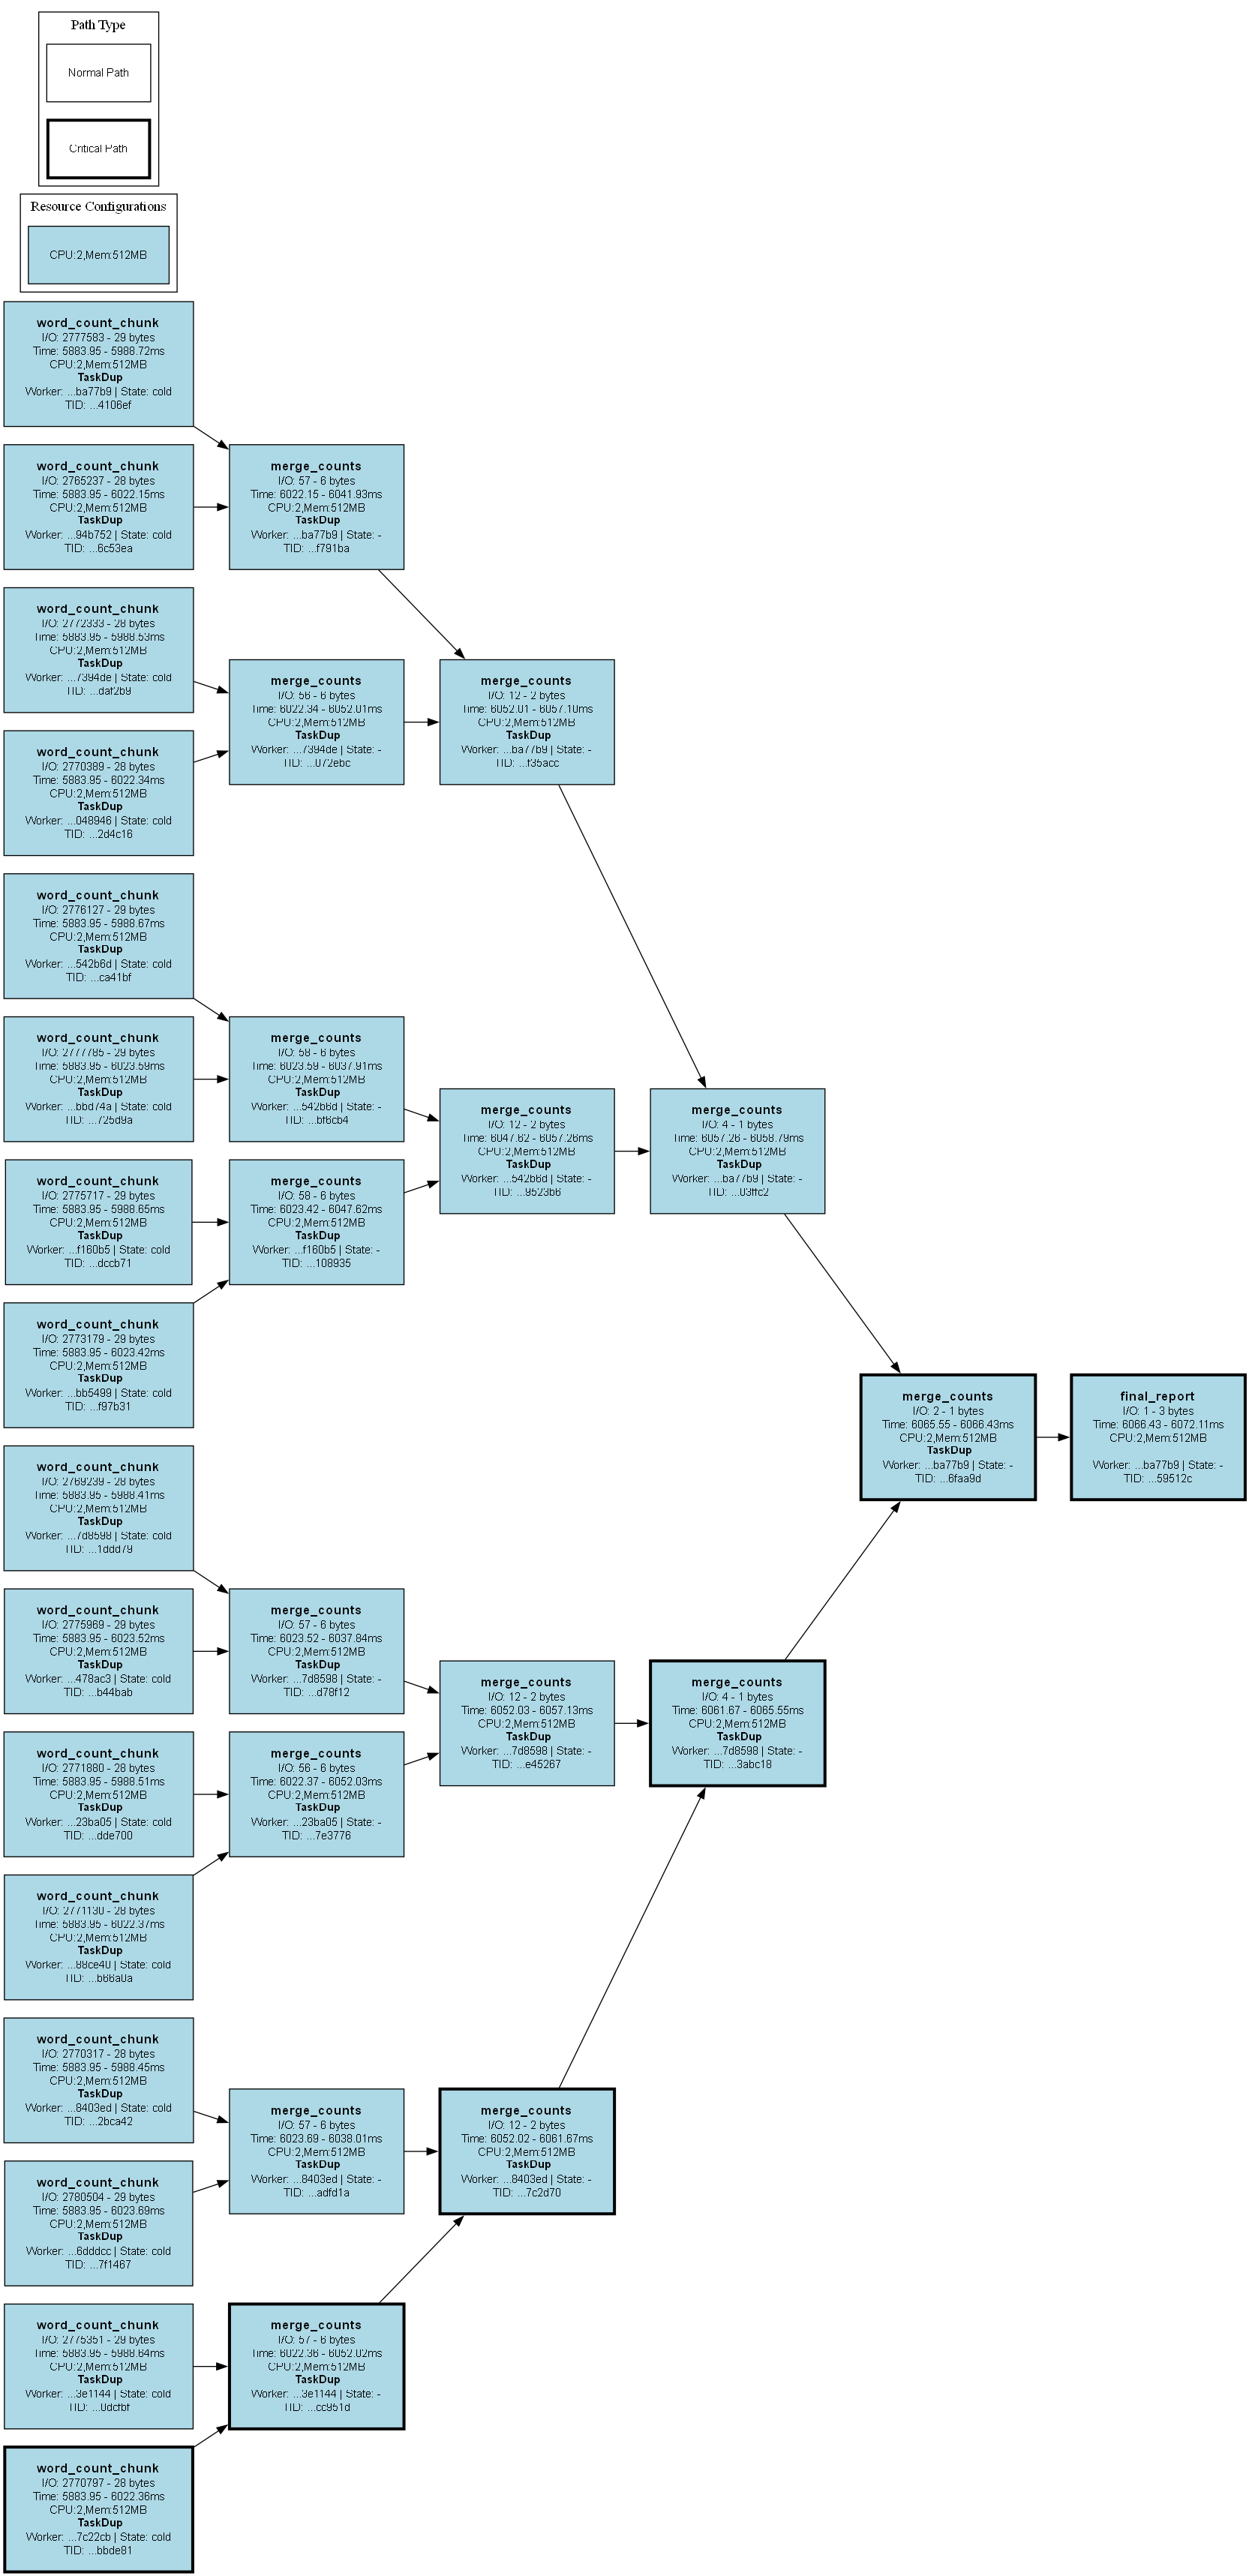 Path Type
Normal Path
Critical Path
Resource Configurations
CPU:2,Mem:512MB
word_count_chunk
I/O: 2777583 - 29 bytes
Time: 5883.95 - 5988.72ms
CPU:2,Mem:512MB
TaskDup
Worker: ...ba77b9 | State: cold
TID: ...4106ef
word_count_chunk
I/O: 2765237 - 28 bytes
Time: 5883.95 - 6022.15ms
CPU:2,Mem:512MB
TaskDup
Worker: ...94b752 | State: cold
TID: ...6c53ea
merge_counts
I/O: 57 - 6 bytes
Time: 6022.15 - 6041.93ms
CPU:2,Mem:512MB
TaskDup
Worker: ...ba77b9 | State: -
TID: ...f791ba
word_count_chunk
I/O: 2772333 - 28 bytes
Time: 5883.95 - 5988.53ms
CPU:2,Mem:512MB
TaskDup
Worker: ...7394de | State: cold
TID: ...daf2b9
merge_counts
I/O: 56 - 6 bytes
Time: 6022.34 - 6052.01ms
CPU:2,Mem:512MB
TaskDup
Worker: ...7394de | State: -
TID: ...072ebc
merge_counts
I/O: 12 - 2 bytes
Time: 6052.01 - 6057.10ms
CPU:2,Mem:512MB
TaskDup
Worker: ...ba77b9 | State: -
TID: ...f35acc
word_count_chunk
I/O: 2770389 - 28 bytes
Time: 5883.95 - 6022.34ms
CPU:2,Mem:512MB
TaskDup
Worker: ...048946 | State: cold
TID: ...2d4c16
word_count_chunk
I/O: 2776127 - 29 bytes
Time: 5883.95 - 5988.67ms
CPU:2,Mem:512MB
TaskDup
Worker: ...542b6d | State: cold
TID: ...ca41bf
word_count_chunk
I/O: 2777785 - 29 bytes
Time: 5883.95 - 6023.59ms
CPU:2,Mem:512MB
TaskDup
Worker: ...bbd74a | State: cold
TID: ...725d9a
merge_counts
I/O: 58 - 6 bytes
Time: 6023.59 - 6037.91ms
CPU:2,Mem:512MB
TaskDup
Worker: ...542b6d | State: -
TID: ...bf6cb4
merge_counts
I/O: 12 - 2 bytes
Time: 6047.62 - 6057.26ms
CPU:2,Mem:512MB
TaskDup
Worker: ...542b6d | State: -
TID: ...9523b6
merge_counts
I/O: 4 - 1 bytes
Time: 6057.26 - 6058.79ms
CPU:2,Mem:512MB
TaskDup
Worker: ...ba77b9 | State: -
TID: ...03ffc2
word_count_chunk
I/O: 2775717 - 29 bytes
Time: 5883.95 - 5988.65ms
CPU:2,Mem:512MB
TaskDup
Worker: ...f160b5 | State: cold
TID: ...dccb71
merge_counts
I/O: 58 - 6 bytes
Time: 6023.42 - 6047.62ms
CPU:2,Mem:512MB
TaskDup
Worker: ...f160b5 | State: -
TID: ...108935
word_count_chunk
I/O: 2773179 - 29 bytes
Time: 5883.95 - 6023.42ms
CPU:2,Mem:512MB
TaskDup
Worker: ...bb5499 | State: cold
TID: ...f97b31
merge_counts
I/O: 2 - 1 bytes
Time: 6065.55 - 6066.43ms
CPU:2,Mem:512MB
TaskDup
Worker: ...ba77b9 | State: -
TID: ...6faa9d
final_report
I/O: 1 - 3 bytes
Time: 6066.43 - 6072.11ms
CPU:2,Mem:512MB
Worker: ...ba77b9 | State: -
TID: ...59512c
word_count_chunk
I/O: 2769239 - 28 bytes
Time: 5883.95 - 5988.41ms
CPU:2,Mem:512MB
TaskDup
Worker: ...7d8598 | State: cold
TID: ...1ddd79
word_count_chunk
I/O: 2775969 - 29 bytes
Time: 5883.95 - 6023.52ms
CPU:2,Mem:512MB
TaskDup
Worker: ...478ac3 | State: cold
TID: ...b44bab
merge_counts
I/O: 57 - 6 bytes
Time: 6023.52 - 6037.84ms
CPU:2,Mem:512MB
TaskDup
Worker: ...7d8598 | State: -
TID: ...d78f12
merge_counts
I/O: 12 - 2 bytes
Time: 6052.03 - 6057.13ms
CPU:2,Mem:512MB
TaskDup
Worker: ...7d8598 | State: -
TID: ...e45267
merge_counts
I/O: 4 - 1 bytes
Time: 6061.67 - 6065.55ms
CPU:2,Mem:512MB
TaskDup
Worker: ...7d8598 | State: -
TID: ...3abc18
word_count_chunk
I/O: 2771880 - 28 bytes
Time: 5883.95 - 5988.51ms
CPU:2,Mem:512MB
TaskDup
Worker: ...23ba05 | State: cold
TID: ...dde700
merge_counts
I/O: 56 - 6 bytes
Time: 6022.37 - 6052.03ms
CPU:2,Mem:512MB
TaskDup
Worker: ...23ba05 | State: -
TID: ...7e3776
word_count_chunk
I/O: 2771130 - 28 bytes
Time: 5883.95 - 6022.37ms
CPU:2,Mem:512MB
TaskDup
Worker: ...88ce40 | State: cold
TID: ...b66a0a
word_count_chunk
I/O: 2770317 - 28 bytes
Time: 5883.95 - 5988.45ms
CPU:2,Mem:512MB
TaskDup
Worker: ...8403ed | State: cold
TID: ...2bca42
merge_counts
I/O: 57 - 6 bytes
Time: 6023.69 - 6038.01ms
CPU:2,Mem:512MB
TaskDup
Worker: ...8403ed | State: -
TID: ...adfd1a
merge_counts
I/O: 12 - 2 bytes
Time: 6052.02 - 6061.67ms
CPU:2,Mem:512MB
TaskDup
Worker: ...8403ed | State: -
TID: ...7c2d70
word_count_chunk
I/O: 2780504 - 29 bytes
Time: 5883.95 - 6023.69ms
CPU:2,Mem:512MB
TaskDup
Worker: ...6dddcc | State: cold
TID: ...7f1467
word_count_chunk
I/O: 2775351 - 29 bytes
Time: 5883.95 - 5988.64ms
CPU:2,Mem:512MB
TaskDup
Worker: ...3e1144 | State: cold
TID: ...0dcfbf
merge_counts
I/O: 57 - 6 bytes
Time: 6022.36 - 6052.02ms
CPU:2,Mem:512MB
TaskDup
Worker: ...3e1144 | State: -
TID: ...cc951d
word_count_chunk
I/O: 2770797 - 28 bytes
Time: 5883.95 - 6022.36ms
CPU:2,Mem:512MB
TaskDup
Worker: ...7c22cb | State: cold
TID: ...bbde81